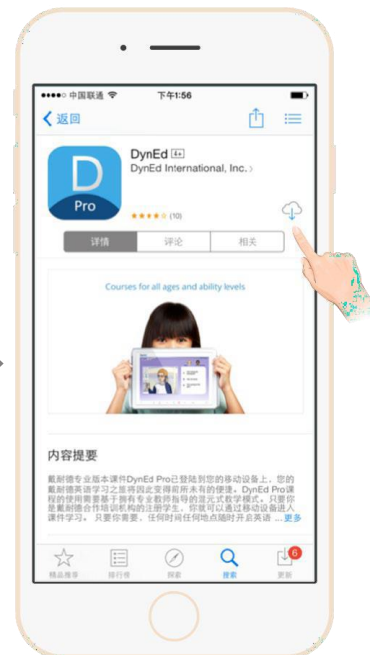 中国联通
下午1:56
返回
DynEd 4+
DynEd International, Inc. >
D
Pro
(10)
详情
评论
相关
Courses for all ages and ability levels
内容提要
戴耐德专业版本课件DynEd Pro已登陆到您的移动设备上，您的
戴耐德英语学习之旅将因此变得前所未有的便捷。DynEd Pro课
程的使用需要基于拥有专业教师指导的混元式教学模式。只要你
是戴耐德合作培训机构的注册学生，你就可以通过移动设备进入
课件学习。 只要你需要，任何时间任何地点随时开启英语 ...更多
精品推荐
排行榜
探索
搜索
更新
6